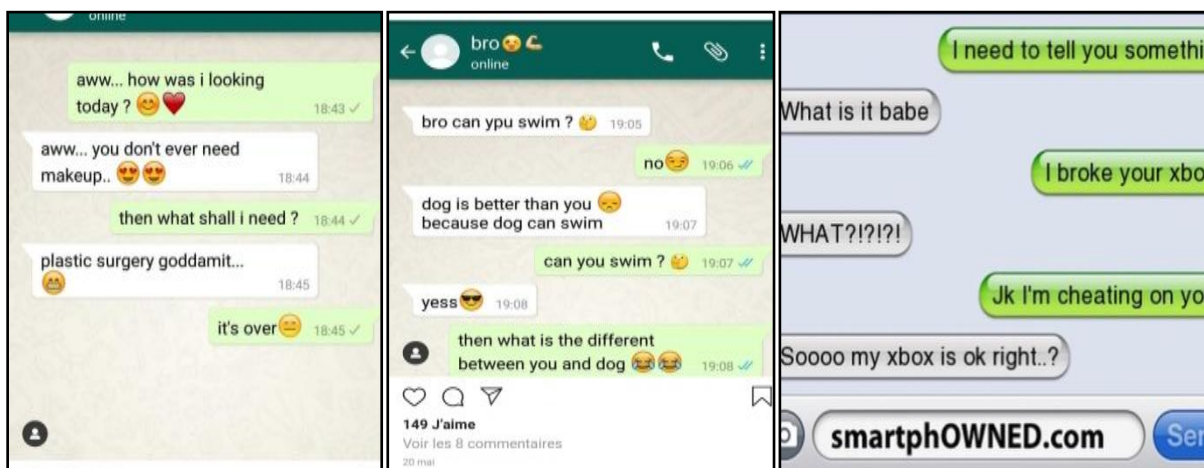 online
aww... how was i looking
today ? 😊❤️
18:43 ✓
aww... you don't ever need
makeup.. 😍😍
18:44
then what shall i need ? 18:44 ✓
plastic surgery goddamit...
😁
18:45
it's over😑 18:45 ✓
bro😉💪
online
bro can ypu swim ? 🤔 19:05
no😏 19:06
dog is better than you 😞
because dog can swim 19:07
can you swim ? 🤔 19:07
yess😎 19:08
then what is the different
between you and dog 😂😂 19:08
149 J'aime
Voir les 8 commentaires
20 mai
I need to tell you somethi
What is it babe
I broke your xbo
WHAT?!?!?!
Jk I'm cheating on yo
Soooo my xbox is ok right..?
smartphOWNED.com
Sen